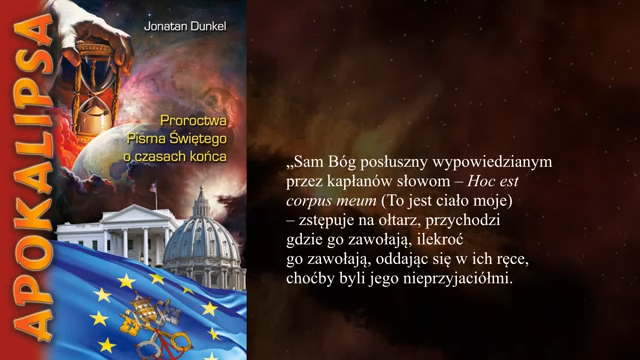 APOKALIPSA
Jonatan Dunkel
Proroctwa
Pisma Świętego
o czasach końca
„Sam Bóg posłuszny wypowiedzianym
przez kapłanów słowom – Hoc est
corpus meum (To jest ciało moje)
– zstępuje na ołtarz, przychodzi
gdzie go zawołają, ilekroć
go zawołają, oddając się w ich ręce,
choćby byli jego nieprzyjaciółmi.